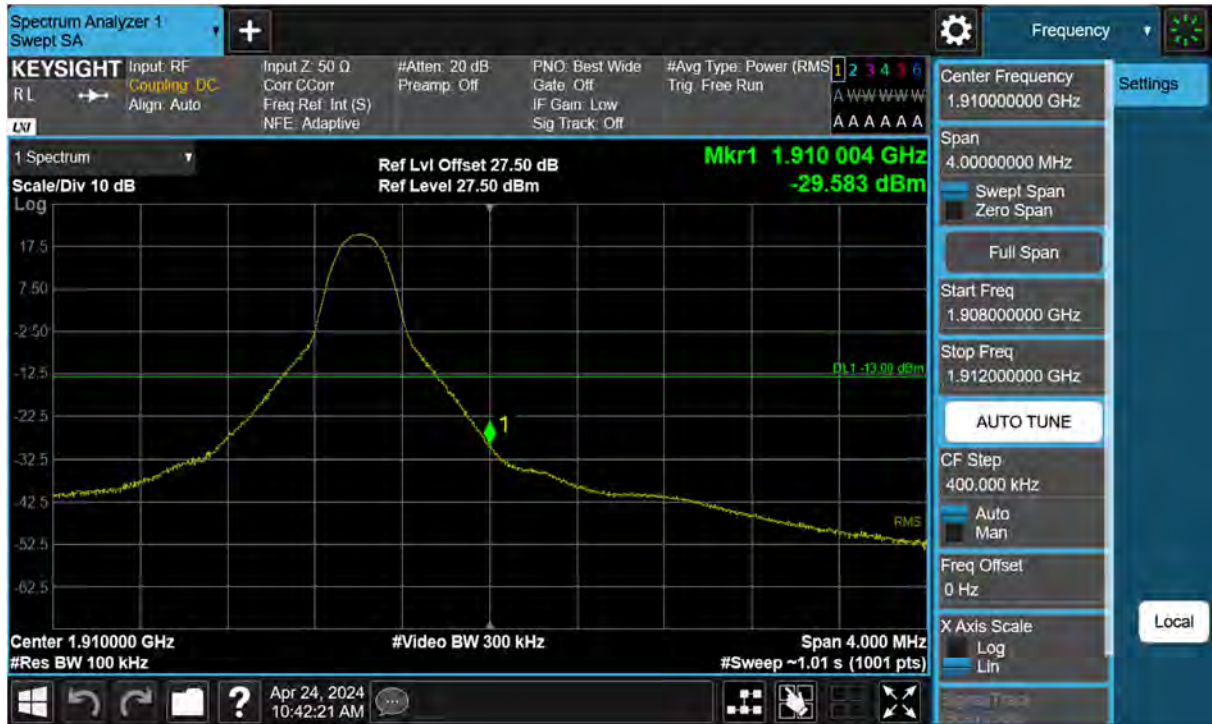 Spectrum Analyzer 1
Swept SA
Frequency
KEYSIGHT
RL
LXI
Input: RF
Coupling: DC
Align: Auto
Input Z: 50 Ω
Corr CCorr
Freq Ref: Int (S)
NFE: Adaptive
#Atten: 20 dB
Preamp: Off
PNO: Best Wide
Gate: Off
IF Gain: Low
Sig Track: Off
#Avg Type: Power (RMS
Trig: Free Run
1 2 3 4 5 6
A W W W W W
A A A A A A
1 Spectrum
Scale/Div 10 dB
Ref Lvl Offset 27.50 dB
Ref Level 27.50 dBm
Mkr1 1.910 004 GHz
-29.583 dBm
Log
17.5
7.50
-2.50
-12.5
-22.5
-32.5
-42.5
-52.5
-62.5
DL1 -13.00 dBm
1
RMS
Center 1.910000 GHz
#Res BW 100 kHz
#Video BW 300 kHz
Span 4.000 MHz
#Sweep ~1.01 s (1001 pts)
Apr 24, 2024
10:42:21 AM
Center Frequency
1.910000000 GHz
Settings
Span
4.00000000 MHz
Swept Span
Zero Span
Full Span
Start Freq
1.908000000 GHz
Stop Freq
1.912000000 GHz
AUTO TUNE
CF Step
400.000 kHz
Auto
Man
Freq Offset
0 Hz
X Axis Scale
Log
Lin
Local